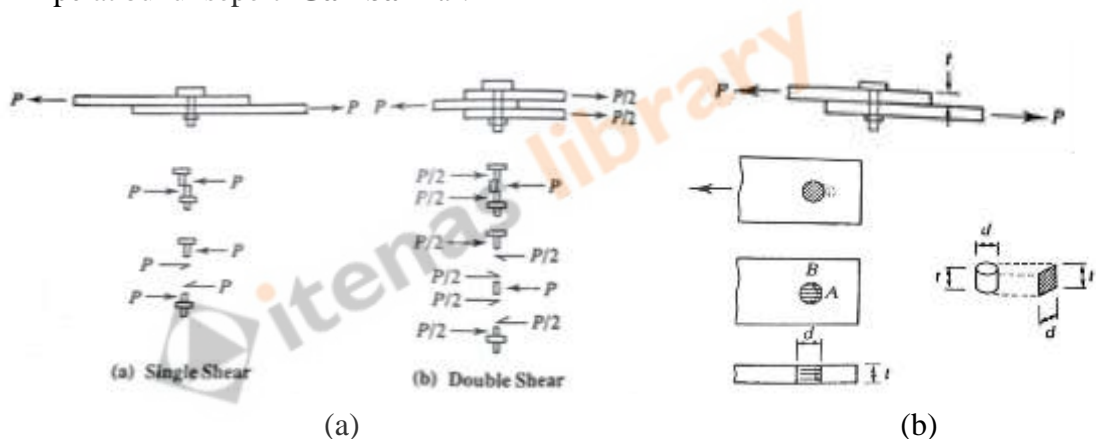 P P
P P/2
P/2
t
P P
P P
P/2
P/2
P
P
P
P/2
P/2
P/2
P/2
P
P
P
P/2
P/2
B
A
d
t
d
t
t
d
itenas library
(a) Single Shear
(b) Double Shear
(a)
(b)